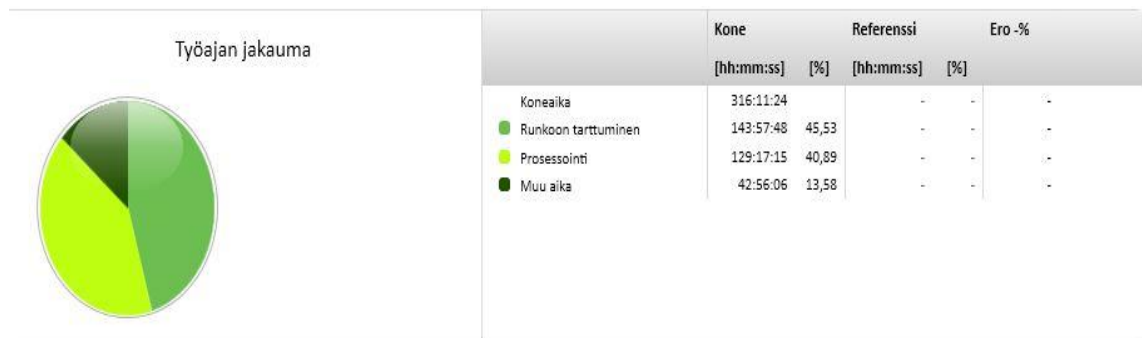 Työajan jakauma
Kone Referenssi Ero -%
[hh:mm:ss] [%] [hh:mm:ss] [%]
Koneaika 316:11:24 - - -
Runkoon tarttuminen 143:57:48 45,53 - - -
Prosessointi 129:17:15 40,89 - - -
Muu aika 42:56:06 13,58 - - -